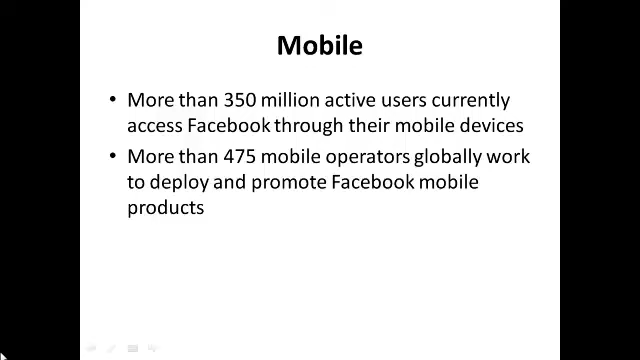 Mobile
• More than 350 million active users currently
access Facebook through their mobile devices
• More than 475 mobile operators globally work
to deploy and promote Facebook mobile
products